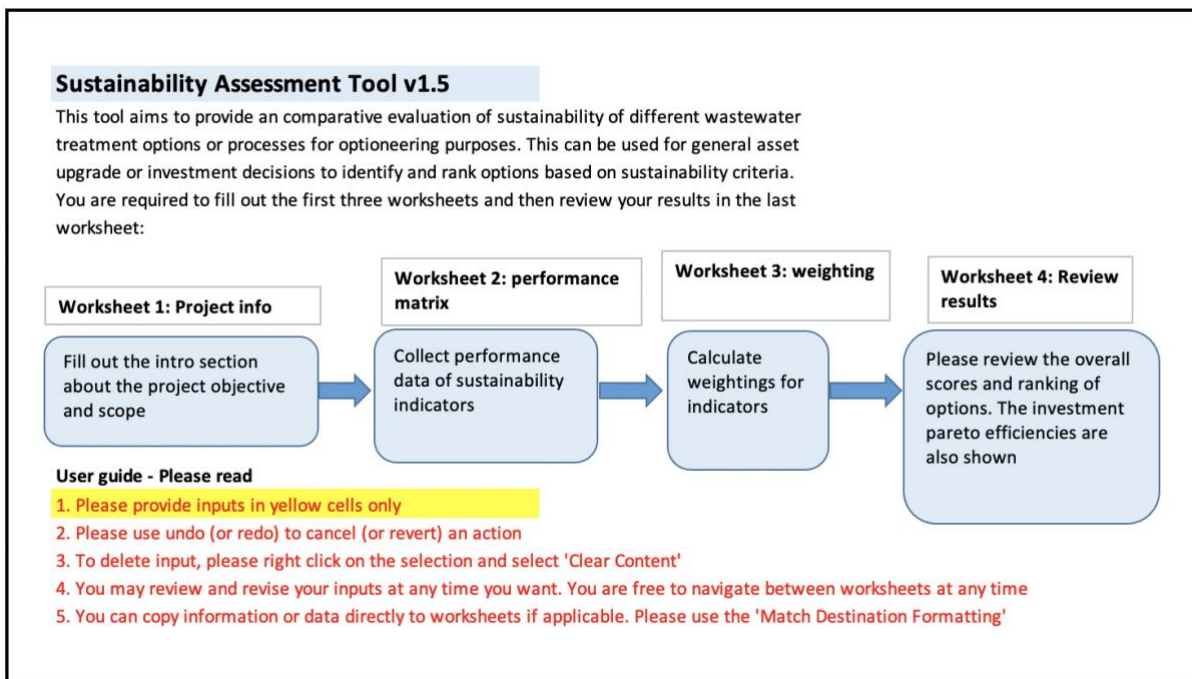 Sustainability Assessment Tool v1.5
This tool aims to provide an comparative evaluation of sustainability of different wastewater
treatment options or processes for optioneering purposes. This can be used for general asset
upgrade or investment decisions to identify and rank options based on sustainability criteria.
You are required to fill out the first three worksheets and then review your results in the last
worksheet:
Worksheet 1: Project info
Fill out the intro section
about the project objective
and scope
Worksheet 2: performance
matrix
Collect performance
data of sustainability
indicators
Worksheet 3: weighting
Calculate
weightings for
indicators
Worksheet 4: Review
results
Please review the overall
scores and ranking of
options. The investment
pareto efficiencies are
also shown
User guide - Please read
1. Please provide inputs in yellow cells only
2. Please use undo (or redo) to cancel (or revert) an action
3. To delete input, please right click on the selection and select 'Clear Content'
4. You may review and revise your inputs at any time you want. You are free to navigate between worksheets at any time
5. You can copy information or data directly to worksheets if applicable. Please use the 'Match Destination Formatting'